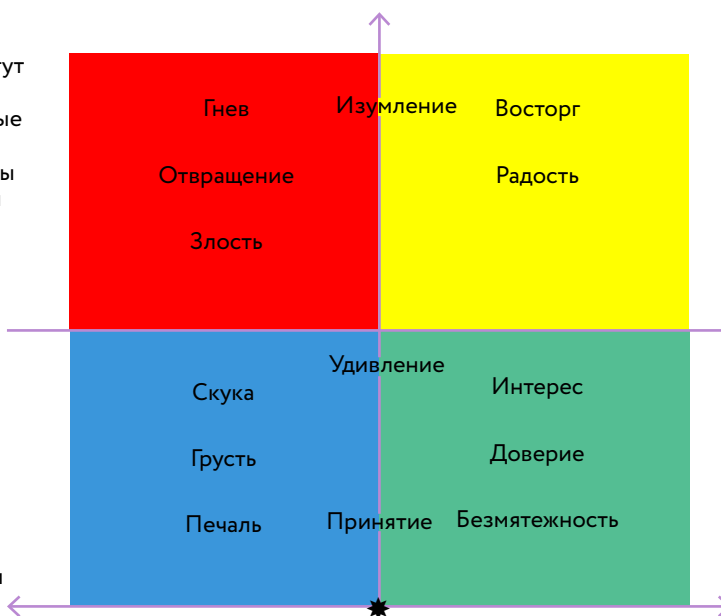 Гнев
Изумление
Восторг
Отвращение
Радость
Злость
Удивление
Скука
Интерес
Грусть
Доверие
Печаль
Принятие
Безмятежность